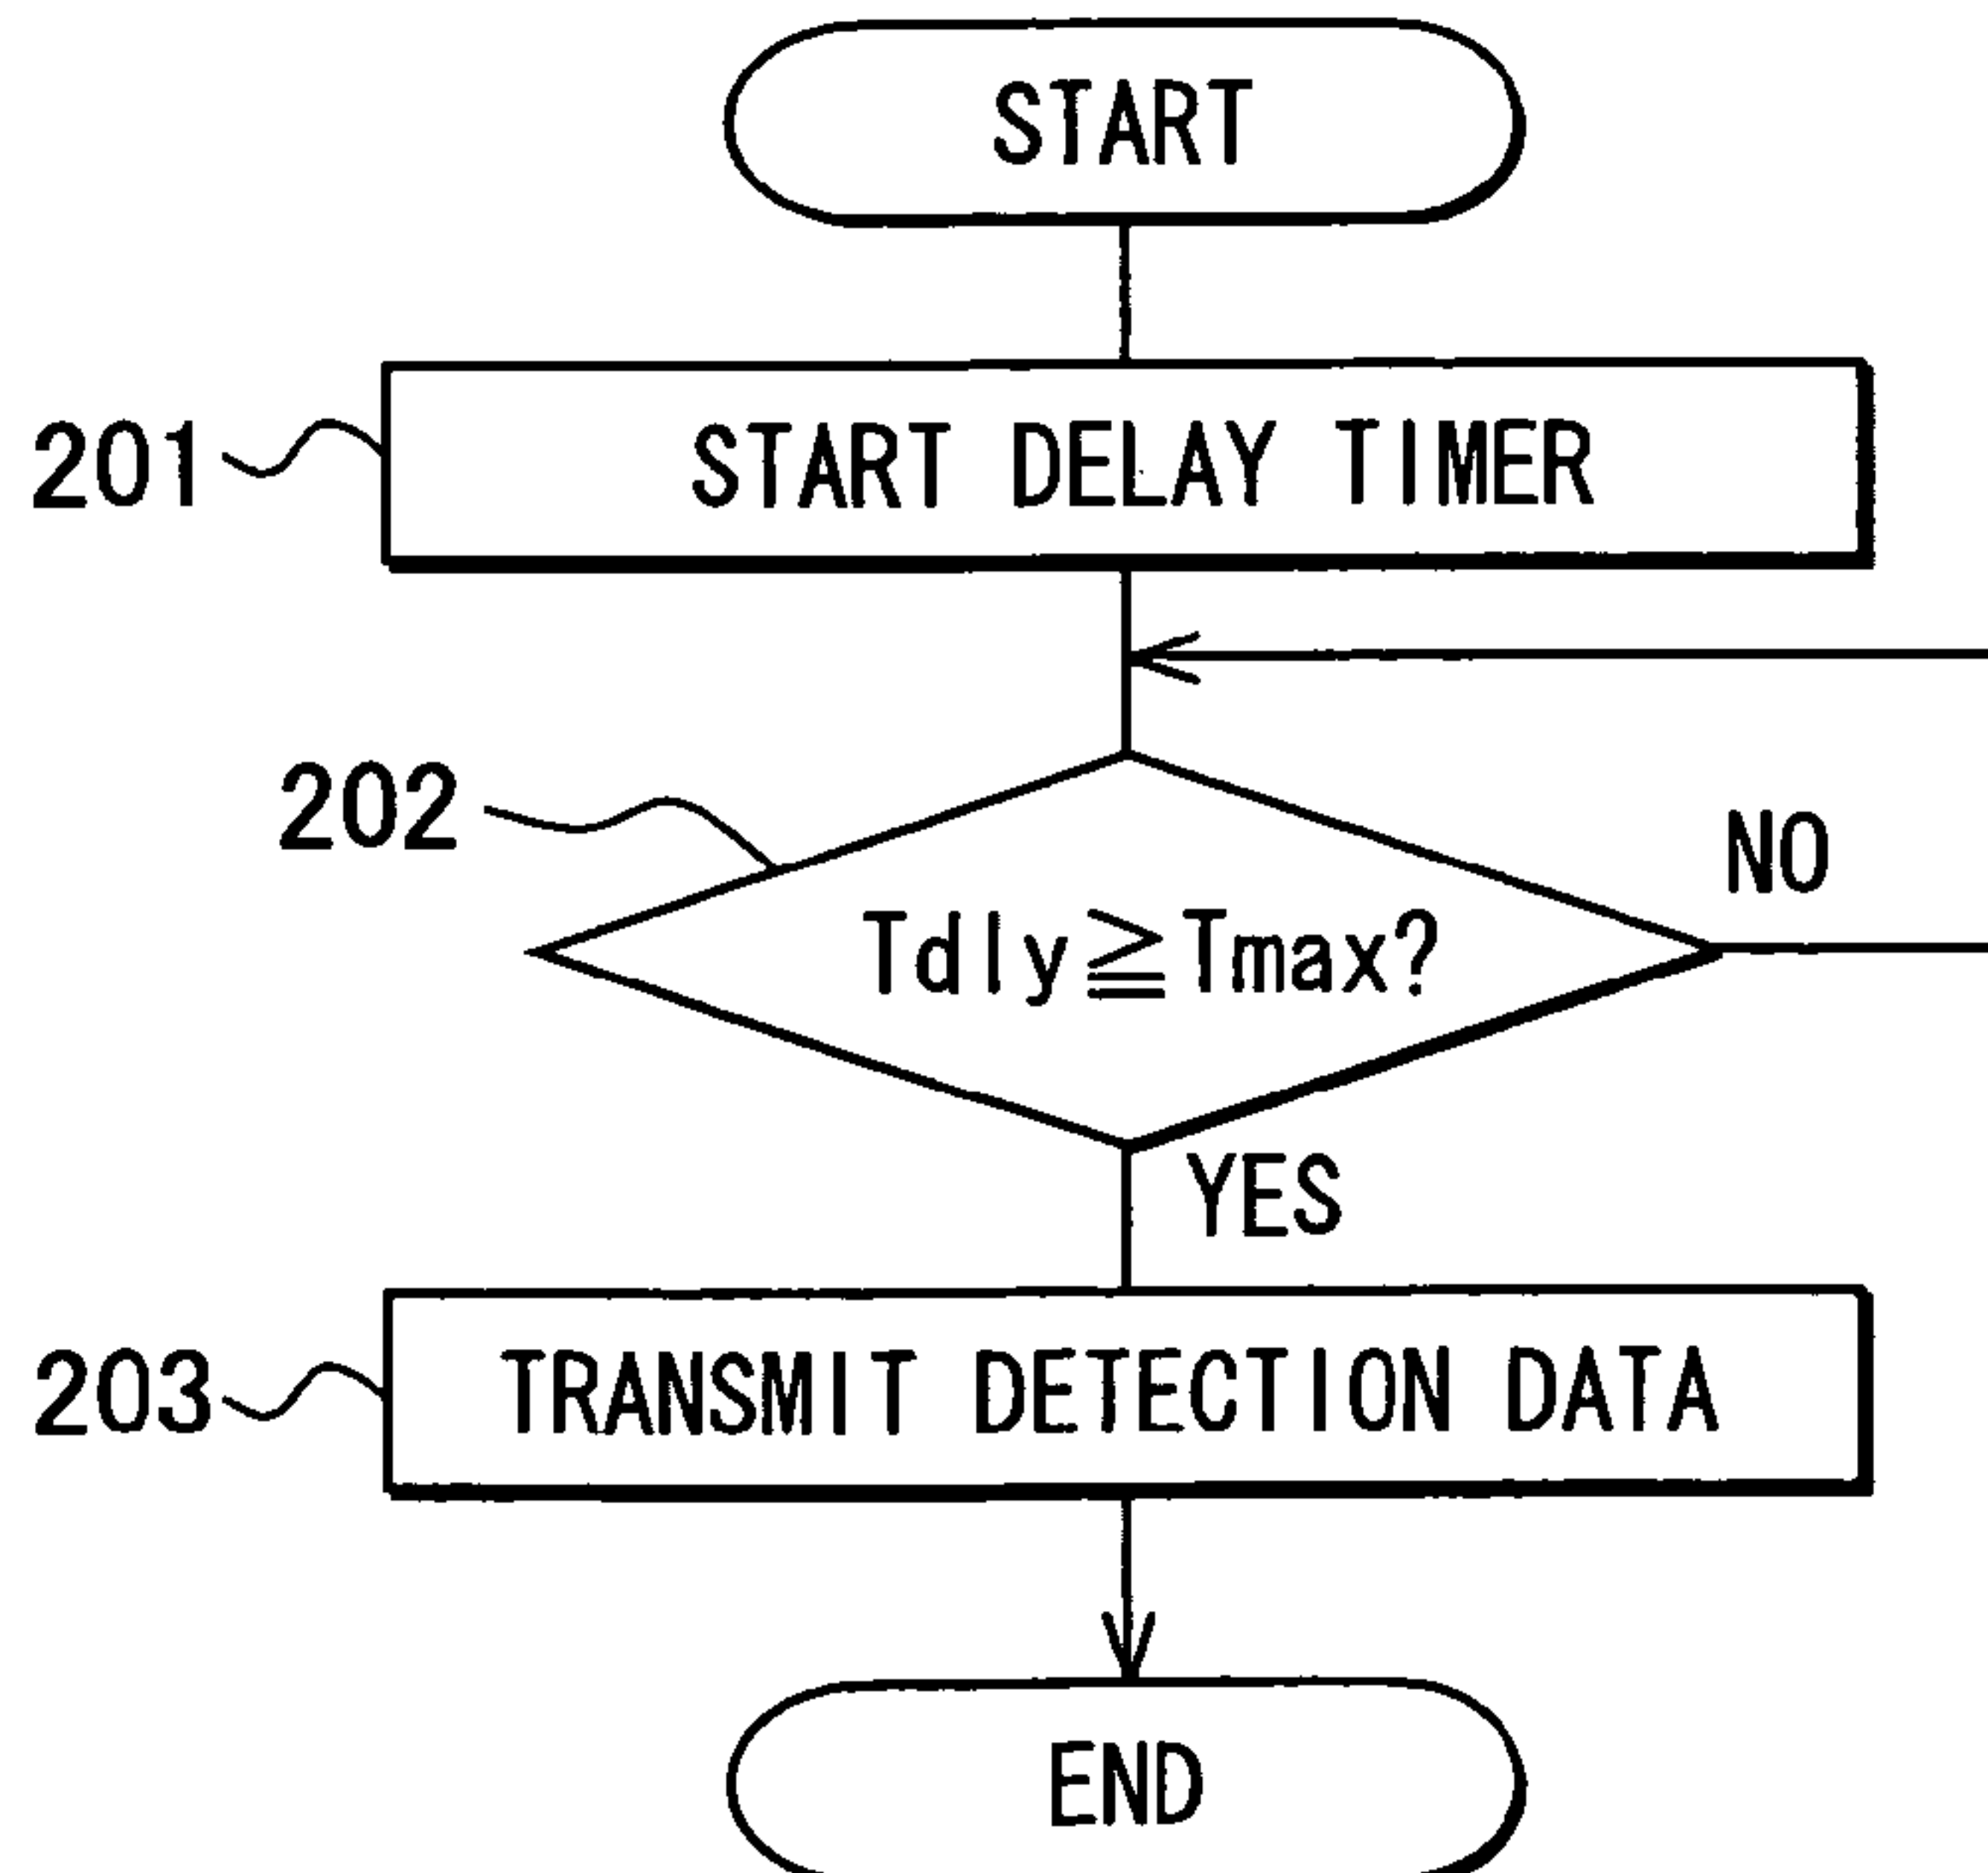 START
201
START DELAY TIMER
202
NO
Tdly≧Tmax?
YES
203
TRANSMIT DETECTION DATA
END